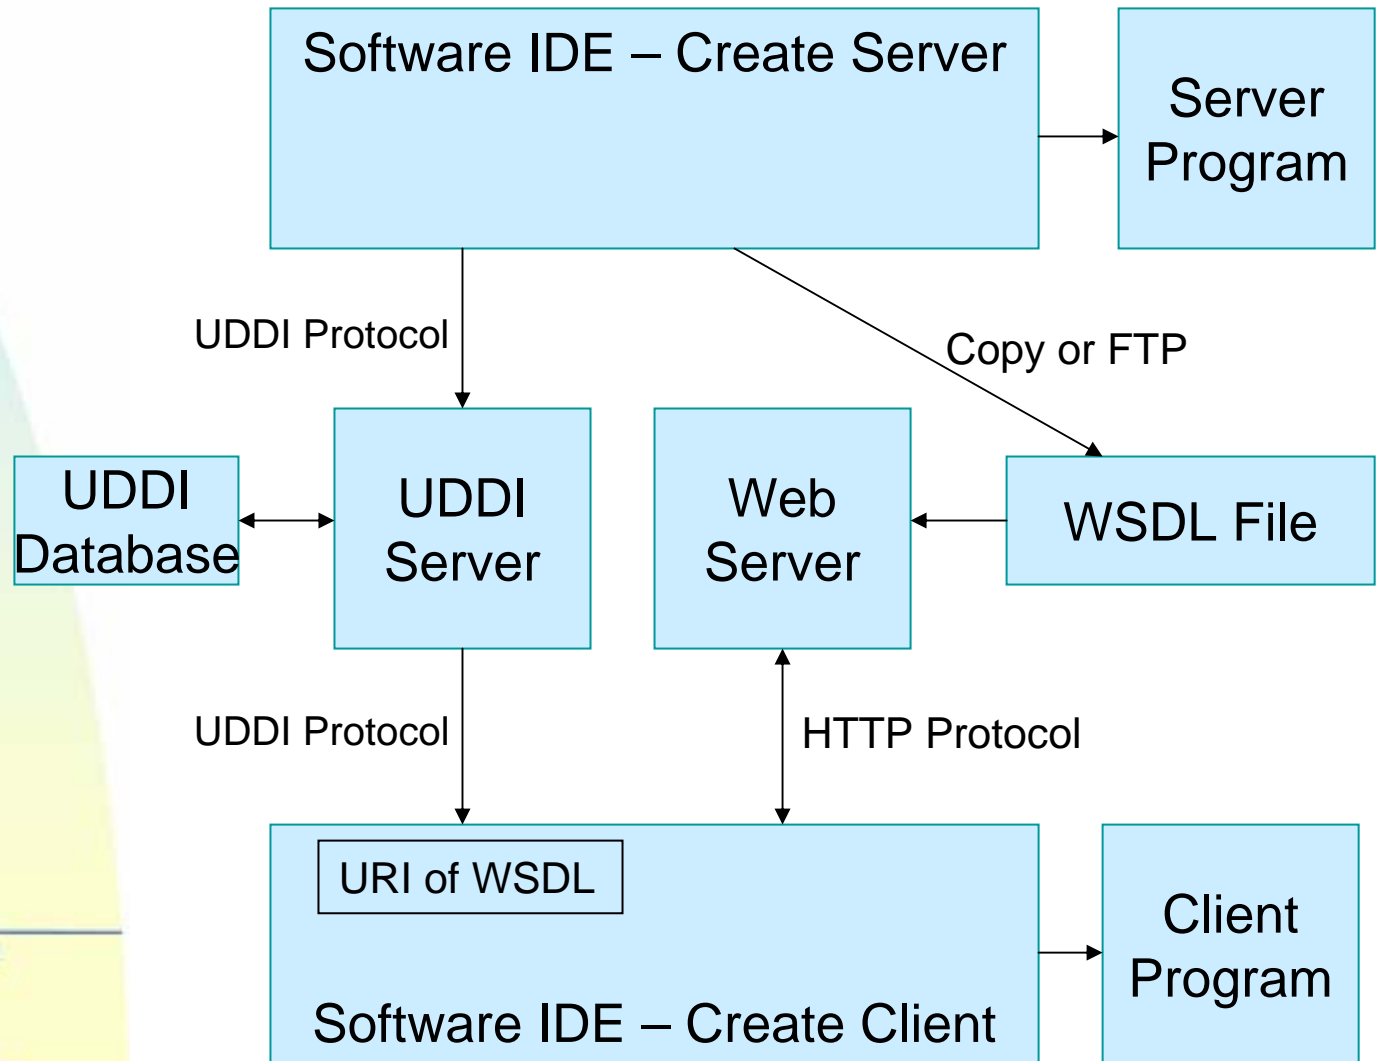 Software IDE – Create Server
Server
Program
UDDI Protocol
Copy or FTP
UDDI
Database
UDDI
Server
Web
Server
WSDL File
UDDI Protocol
HTTP Protocol
URI of WSDL
Software IDE – Create Client
Client
Program